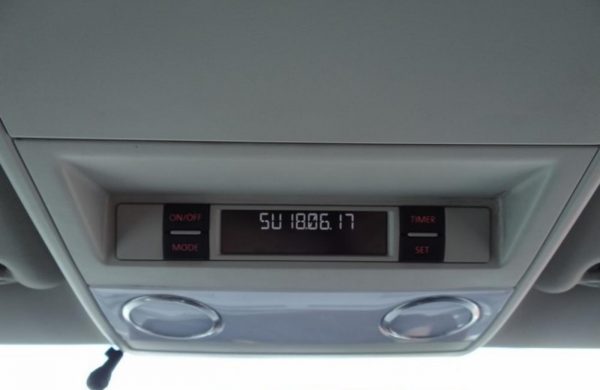 ON/OFF
MODE
SU 18.06.17
TIMER
SET